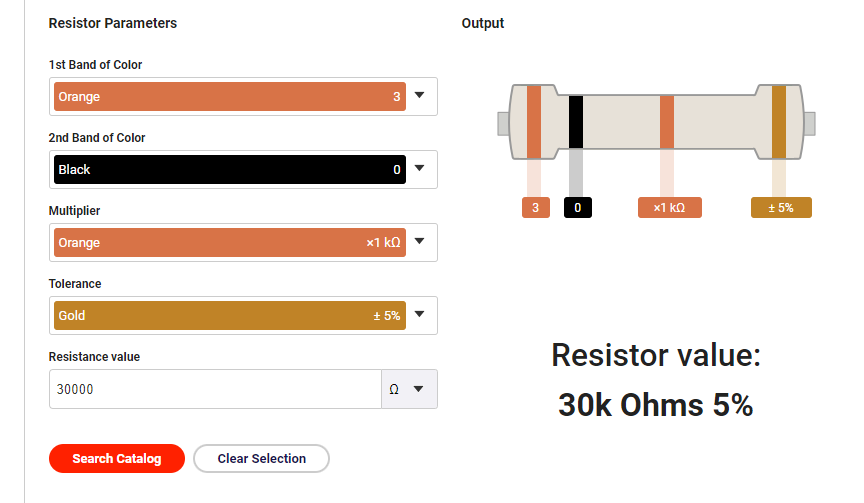 Resistor Parameters
1st Band of Color
Orange 3
2nd Band of Color
Black 0
Multiplier
Orange ×1 kΩ
Tolerance
Gold ± 5%
Resistance value
30000 Ω
Search Catalog Clear Selection
Output
3 0 ×1 kΩ ± 5%
Resistor value:
30k Ohms 5%